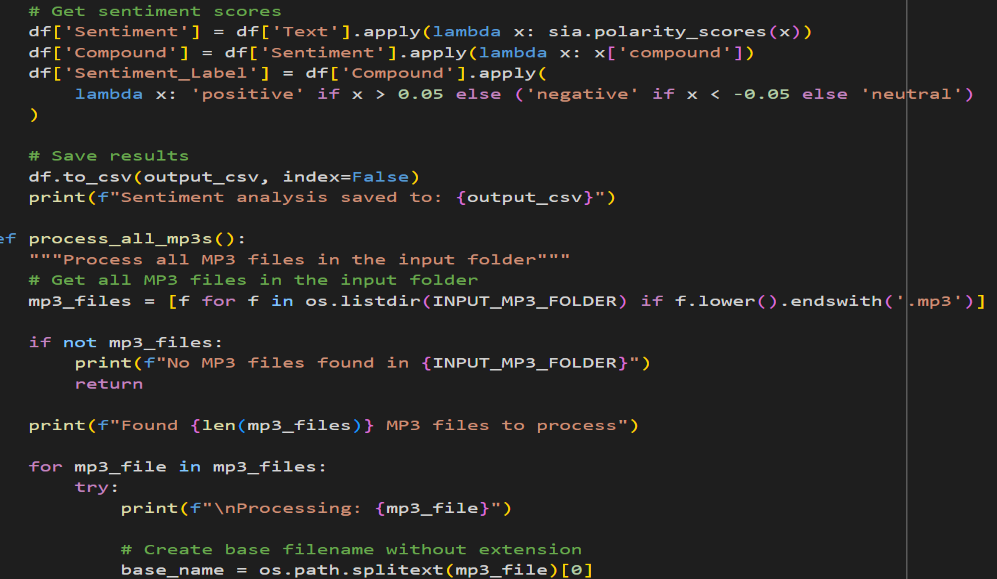 # Get sentiment scores
df['Sentiment'] = df['Text'].apply(lambda x: sia.polarity_scores(x))
df['Compound'] = df['Sentiment'].apply(lambda x: x['compound'])
df['Sentiment_Label'] = df['Compound'].apply(
    lambda x: 'positive' if x > 0.05 else ('negative' if x < -0.05 else 'neutral')
)
# Save results
df.to_csv(output_csv, index=False)
print(f"Sentiment analysis saved to: {output_csv}")
ef process_all_mp3s():
"""Process all MP3 files in the input folder"""
# Get all MP3 files in the input folder
mp3_files = [f for f in os.listdir(INPUT_MP3_FOLDER) if f.lower().endswith('.mp3')]
if not mp3_files:
    print(f"No MP3 files found in {INPUT_MP3_FOLDER}")
    return
print(f"Found {len(mp3_files)} MP3 files to process")
for mp3_file in mp3_files:
    try:
        print(f"\nProcessing: {mp3_file}")
        # Create base filename without extension
        base_name = os.path.splitext(mp3_file)[0]